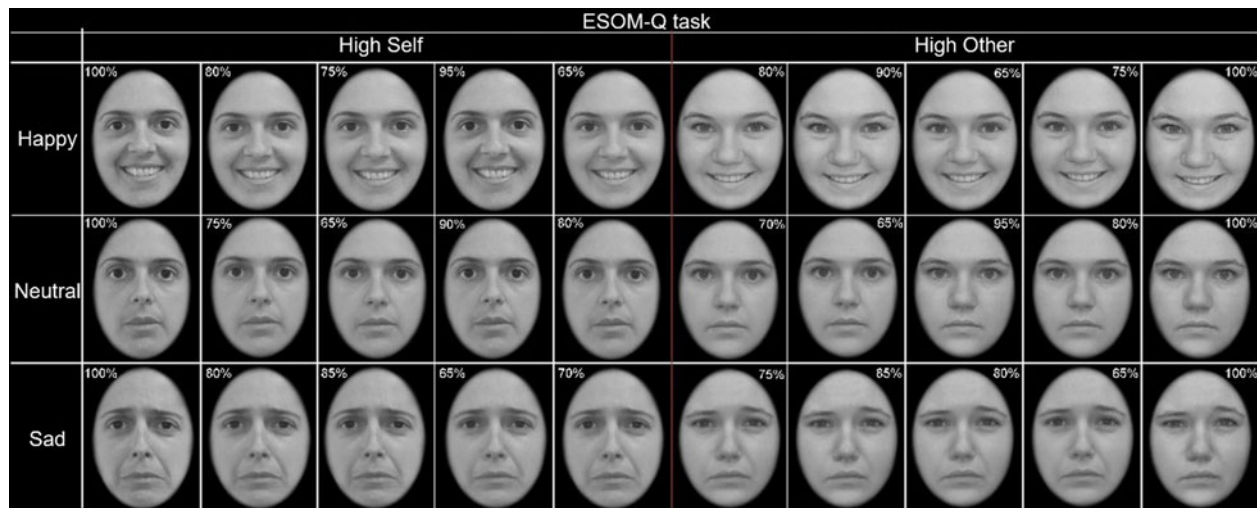 ESOM-Q task
High Self High Other
100% 80% 75% 95% 65% 80% 90% 65% 75% 100%
Happy
100% 75% 65% 90% 80% 70% 65% 95% 80% 100%
Neutral
100% 80% 85% 65% 70% 75% 85% 80% 65% 100%
Sad